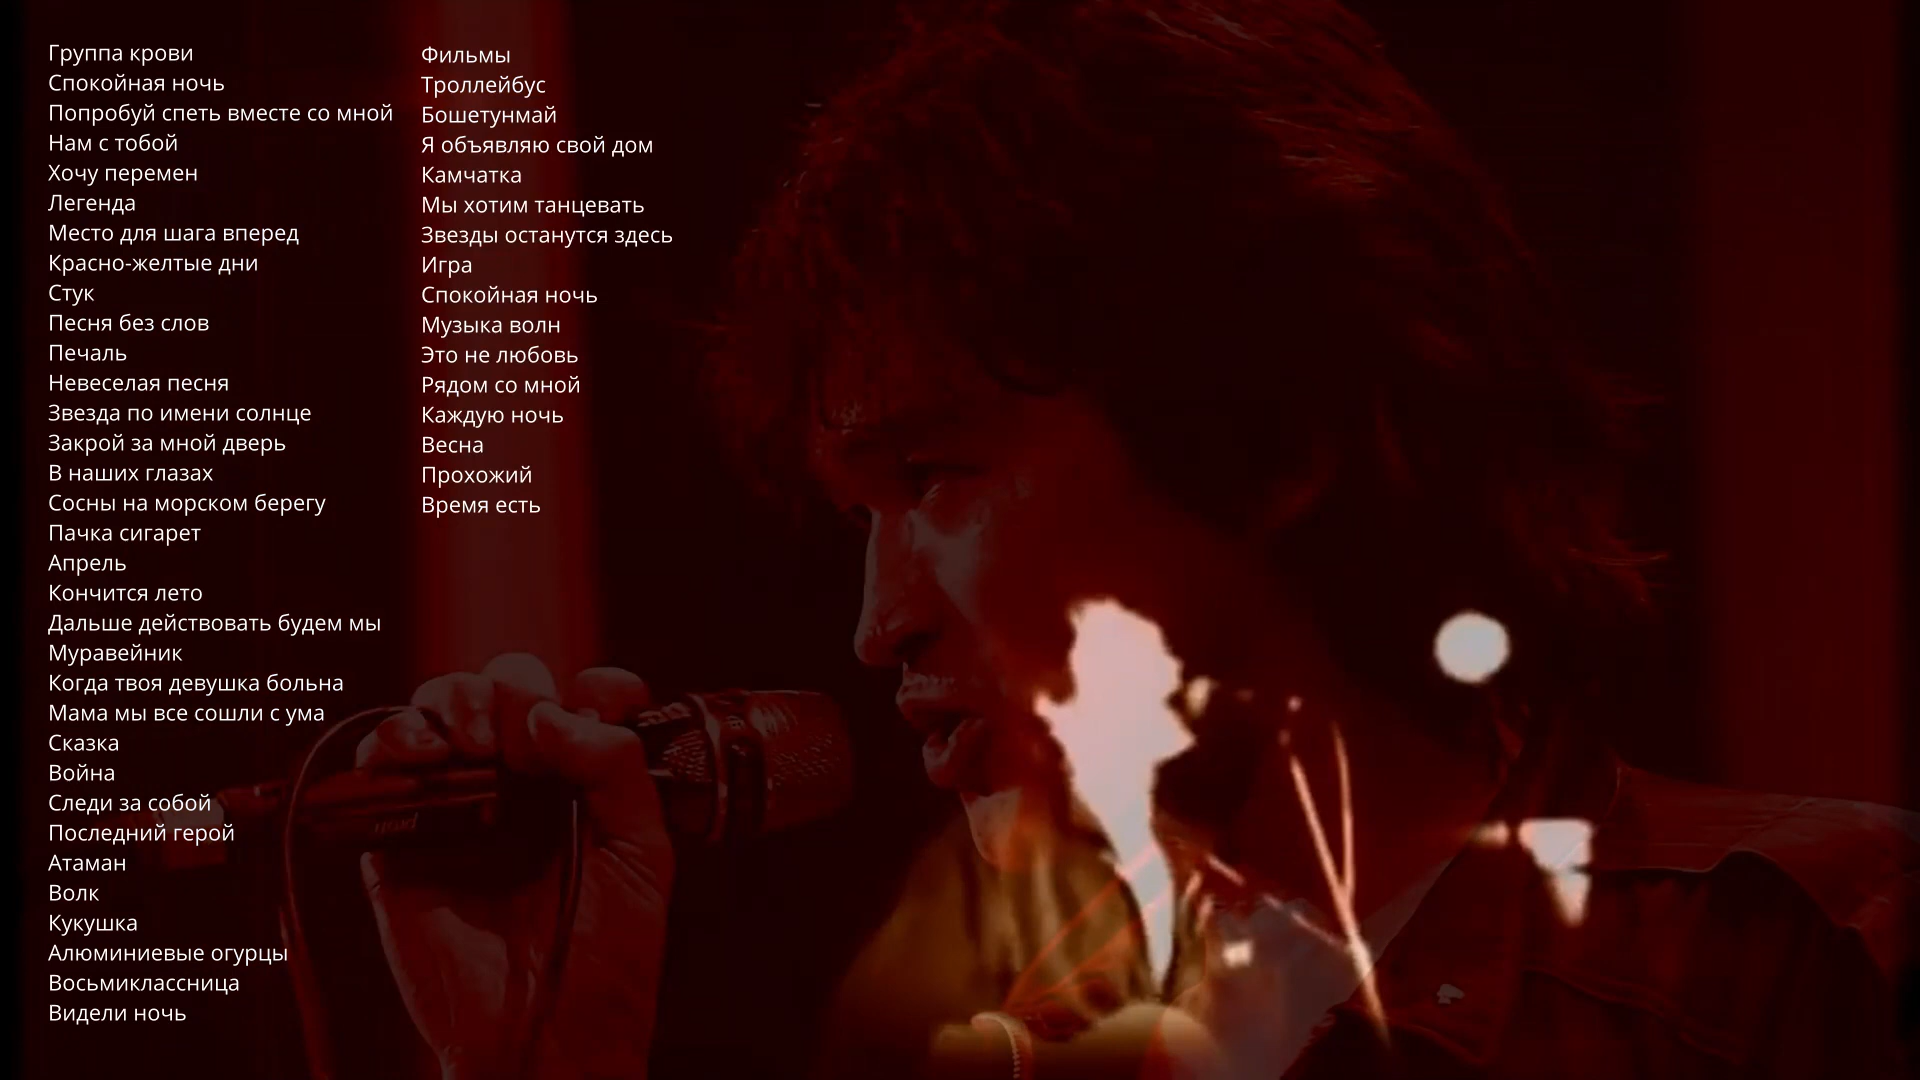 Группа крови
Спокойная ночь
Попробуй спеть вместе со мной
Нам с тобой
Хочу перемен
Легенда
Место для шага вперед
Красно-желтые дни
Стук
Песня без слов
Печаль
Невеселая песня
Звезда по имени солнце
Закрой за мной дверь
В наших глазах
Сосны на морском берегу
Пачка сигарет
Апрель
Кончится лето
Дальше действовать будем мы
Муравейник
Когда твоя девушка больна
Мама мы все сошли с ума
Сказка
Война
Следи за собой
Последний герой
Атаман
Волк
Кукушка
Алюминиевые огурцы
Восьмиклассница
Видели ночь
Фильмы
Троллейбус
Бошетунмай
Я объявляю свой дом
Камчатка
Мы хотим танцевать
Звезды останутся здесь
Игра
Спокойная ночь
Музыка волн
Это не любовь
Рядом со мной
Каждую ночь
Весна
Прохожий
Время есть